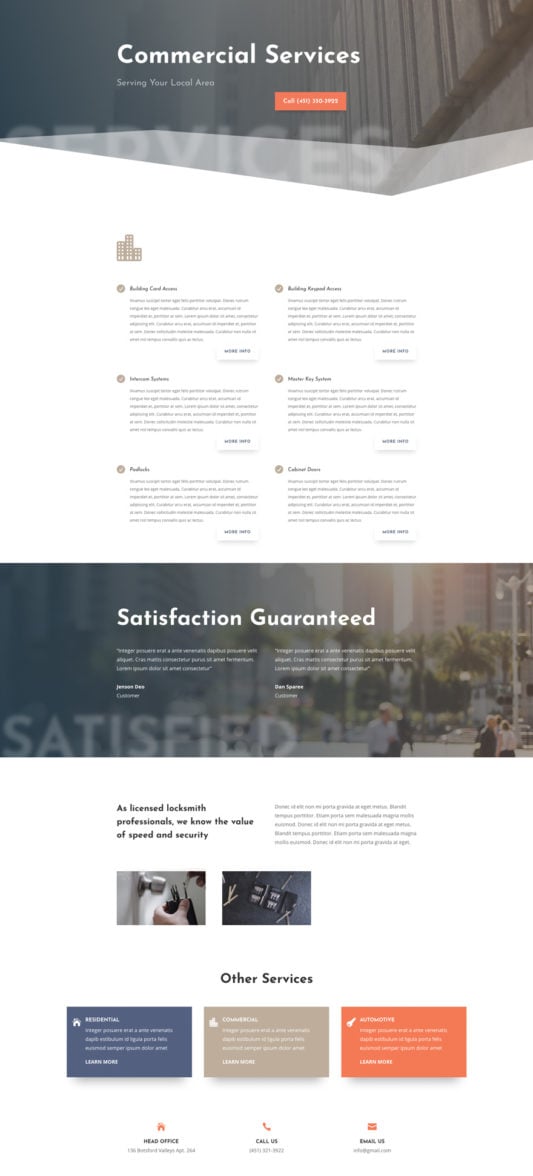 Commercial Services
Serving Your Local Area
Call (451) 330-3922
SERVICES
Building Card Access
Vivamus suscipit tortor eget felis porttitor volutpat. Donec rutrum
congue leo eget malesuada. Curabitur arcu erat, accumsan id
imperdiet et, porttitor at sem. Lorem ipsum dolor sit amet, consectetur
adipiscing elit. Curabitur arcu erat, accumsan id imperdiet et, porttitor
at sem. Donec sollicitudin molestie malesuada. Curabitur non nulla sit
amet nisl tempus convallis quis ac lectus.
MORE INFO
Building Keypad Access
Vivamus suscipit tortor eget felis porttitor volutpat. Donec rutrum
congue leo eget malesuada. Curabitur arcu erat, accumsan id
imperdiet et, porttitor at sem. Lorem ipsum dolor sit amet, consectetur
adipiscing elit. Curabitur arcu erat, accumsan id imperdiet et, porttitor
at sem. Donec sollicitudin molestie malesuada. Curabitur non nulla sit
amet nisl tempus convallis quis ac lectus.
MORE INFO
Intercom Systems
Vivamus suscipit tortor eget felis porttitor volutpat. Donec rutrum
congue leo eget malesuada. Curabitur arcu erat, accumsan id
imperdiet et, porttitor at sem. Lorem ipsum dolor sit amet, consectetur
adipiscing elit. Curabitur arcu erat, accumsan id imperdiet et, porttitor
at sem. Donec sollicitudin molestie malesuada. Curabitur non nulla sit
amet nisl tempus convallis quis ac lectus.
MORE INFO
Master Key System
Vivamus suscipit tortor eget felis porttitor volutpat. Donec rutrum
congue leo eget malesuada. Curabitur arcu erat, accumsan id
imperdiet et, porttitor at sem. Lorem ipsum dolor sit amet, consectetur
adipiscing elit. Curabitur arcu erat, accumsan id imperdiet et, porttitor
at sem. Donec sollicitudin molestie malesuada. Curabitur non nulla sit
amet nisl tempus convallis quis ac lectus.
MORE INFO
Padlocks
Vivamus suscipit tortor eget felis porttitor volutpat. Donec rutrum
congue leo eget malesuada. Curabitur arcu erat, accumsan id
imperdiet et, porttitor at sem. Lorem ipsum dolor sit amet, consectetur
adipiscing elit. Curabitur arcu erat, accumsan id imperdiet et, porttitor
at sem. Donec sollicitudin molestie malesuada. Curabitur non nulla sit
amet nisl tempus convallis quis ac lectus.
MORE INFO
Cabinet Doors
Vivamus suscipit tortor eget felis porttitor volutpat. Donec rutrum
congue leo eget malesuada. Curabitur arcu erat, accumsan id
imperdiet et, porttitor at sem. Lorem ipsum dolor sit amet, consectetur
adipiscing elit. Curabitur arcu erat, accumsan id imperdiet et, porttitor
at sem. Donec sollicitudin molestie malesuada. Curabitur non nulla sit
amet nisl tempus convallis quis ac lectus.
MORE INFO
Satisfaction Guaranteed
"Integer posuere erat a ante venenatis dapibus posuere velit
aliquet. Cras mattis consectetur purus sit amet fermentum.
Lorem ipsum dolor sit amet consectetur"
Jenson Deo
Customer
"Integer posuere erat a ante venenatis dapibus posuere velit
aliquet. Cras mattis consectetur purus sit amet fermentum.
Lorem ipsum dolor sit amet consectetur"
Dan Sparee
Customer
SATISFIED
As licensed locksmith
professionals, we know the value
of speed and security
Donec id elit non mi porta gravida at eget metus. Blandit
tempus porttitor. Etiam porta sem malesuada magna mollis
euismod. Donec id elit non mi porta gravida at eget metus.
Blandit tempus porttitor. Etiam porta sem malesuada magna
mollis euismod. Donec id elit non mi porta gravida at eget.
Other Services
RESIDENTIAL
Integer posuere erat a ante venenatis
dapib estibulum id ligula porta felis
euismod semper ipsum dolor amet
LEARN MORE
COMMERCIAL
Integer posuere erat a ante venenatis
dapib estibulum id ligula porta felis
euismod semper ipsum dolor amet
LEARN MORE
AUTOMOTIVE
Integer posuere erat a ante venenatis
dapib estibulum id ligula porta felis
euismod semper ipsum dolor amet
LEARN MORE
HEAD OFFICE
136 Bottsford Valleys Apt. 264
CALL US
(451) 321-3922
EMAIL US
info@gmail.com